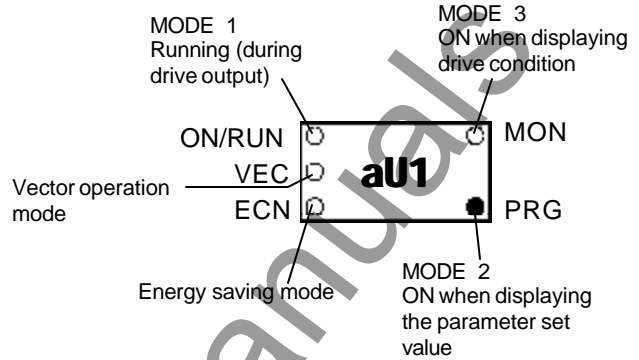 MODE 1
Running (during
drive output)
MODE 3
ON when displaying
drive condition
ON/RUN
VEC
ECN
aU1
MON
PRG
Vector operation
mode
Energy saving mode
MODE 2
ON when displaying
the parameter set
value
anuals